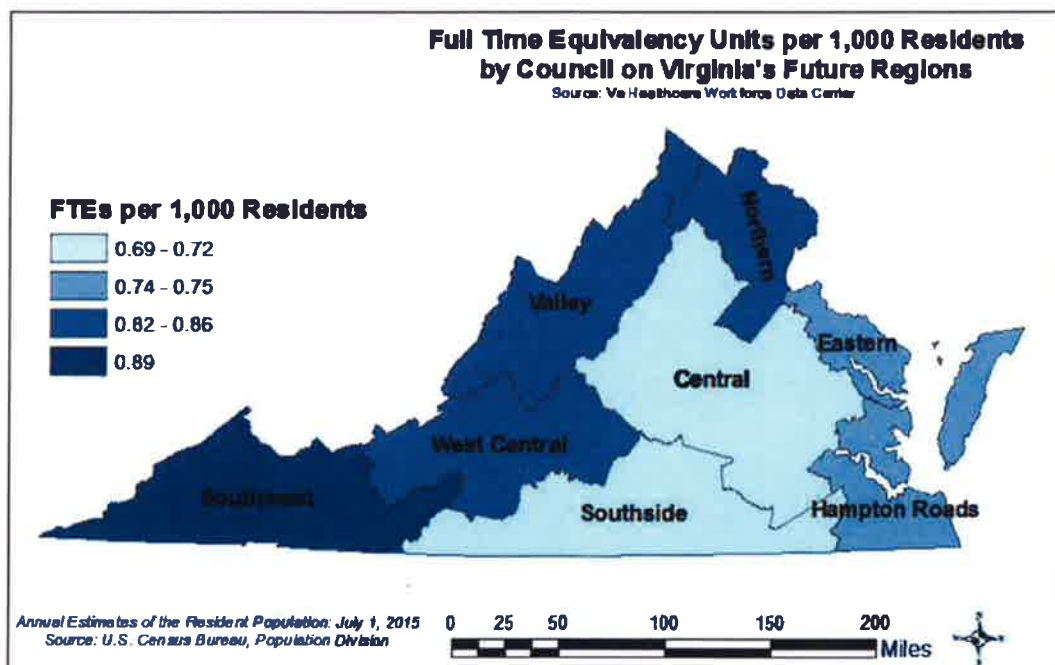 Full Time Equivalency Units per 1,000 Residents
by Council on Virginia's Future Regions
Source: Va Healthcare Work force Data Center
FTEs per 1,000 Residents
0.69 - 0.72
0.74 - 0.75
0.82 - 0.86
0.89
Northern
Valley
Eastern
Central
West Central
Southwest
Southside
Hampton Roads
Annual Estimates of the Resident Population: July 1, 2015
Source: U.S. Census Bureau, Population Division
0 25 50 100 150 200
Miles